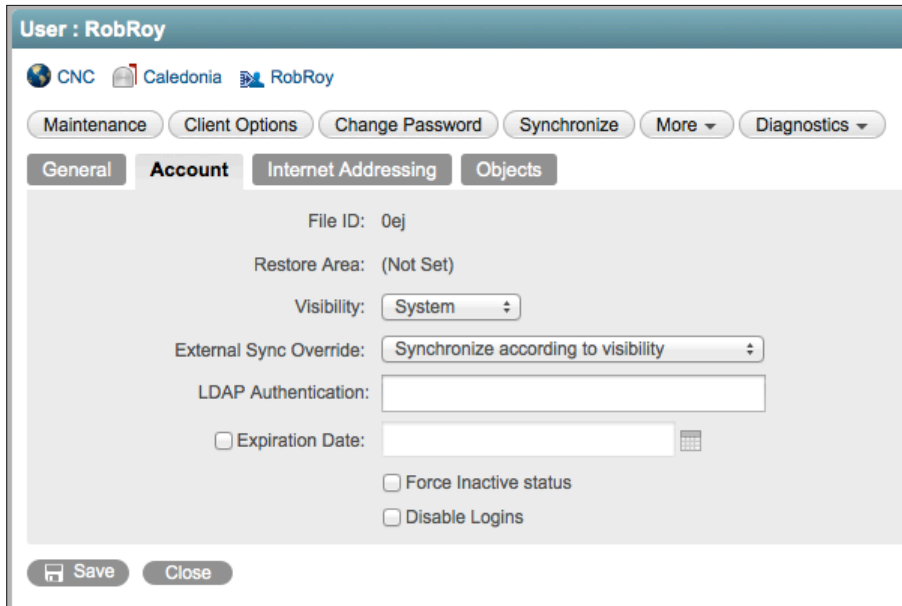 User : RobRoy
CNC Caledonia RobRoy
Maintenance Client Options Change Password Synchronize More Diagnostics
General Account Internet Addressing Objects
File ID: 0ej
Restore Area: (Not Set)
Visibility: System
External Sync Override: Synchronize according to visibility
LDAP Authentication:
Expiration Date:
Force Inactive status
Disable Logins
Save Close